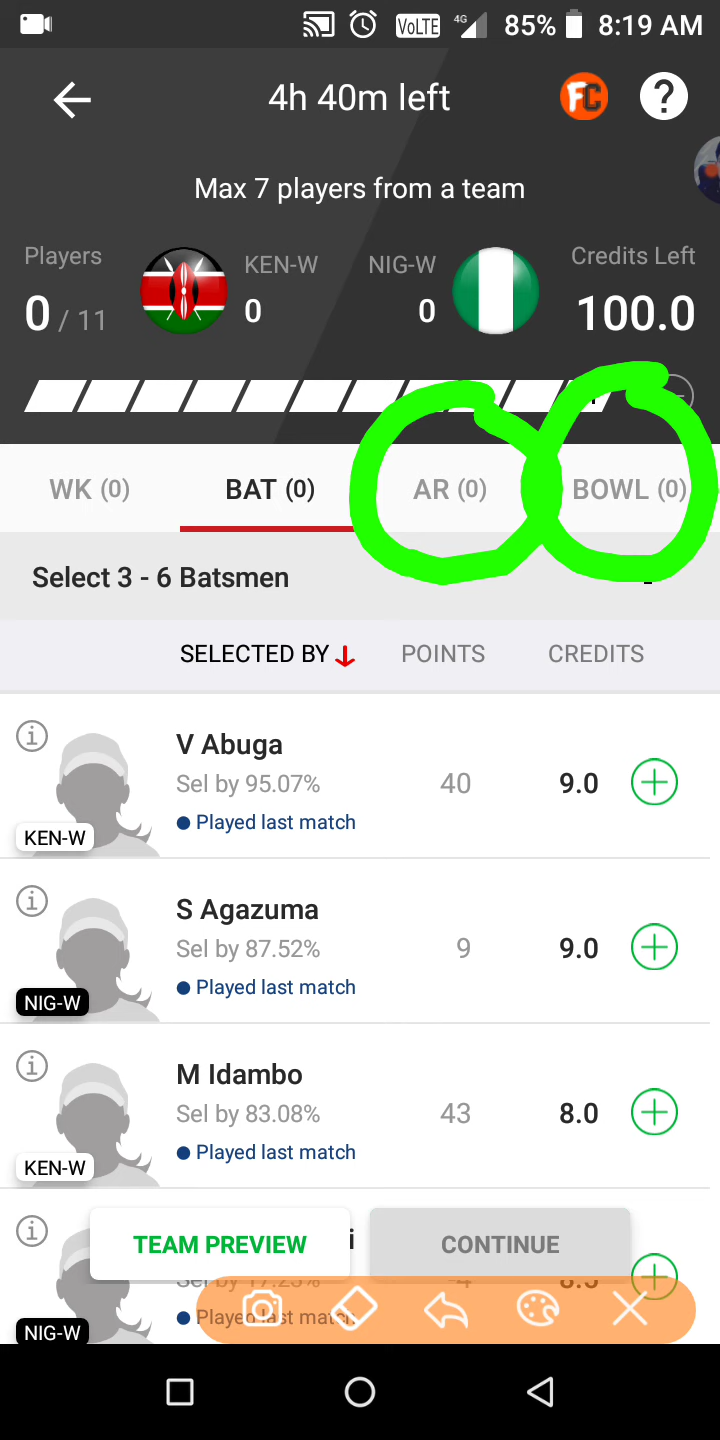 VoLTE 4G 85% 8:19 AM
4h 40m left FC ?
Max 7 players from a team
Players KEN-W NIG-W Credits Left
0 / 11 0 0 100.0
WK (0) BAT (0) AR (0) BOWL (0)
Select 3 - 6 Batsmen
SELECTED BY POINTS CREDITS
V Abuga
Sel by 95.07% 40 9.0
Played last match
KEN-W
S Agazuma
Sel by 87.52% 9 9.0
Played last match
NIG-W
M Idambo
Sel by 83.08% 43 8.0
Played last match
KEN-W
TEAM PREVIEW CONTINUE
Played last match
NIG-W